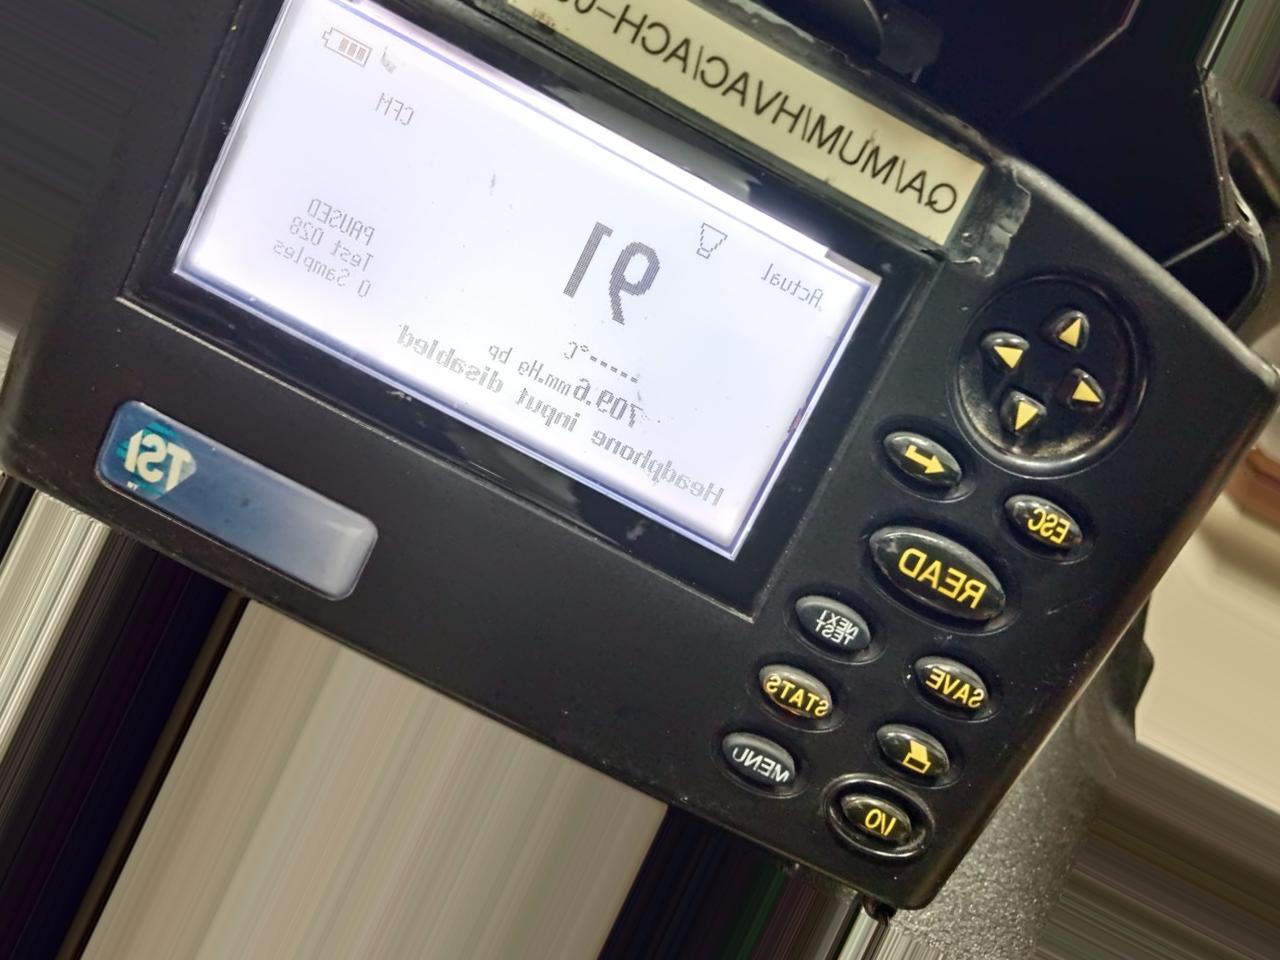 QA/MUM/HVAC/ACH-
CFM
Actual
91
PAUSED
Test 028
0 Samples
-----°C
709.6 mm.Hg bp
Headphone input disabled
TSI
ESC
READ
NEXT
TEST
SAVE
STATS
MENU
I/O